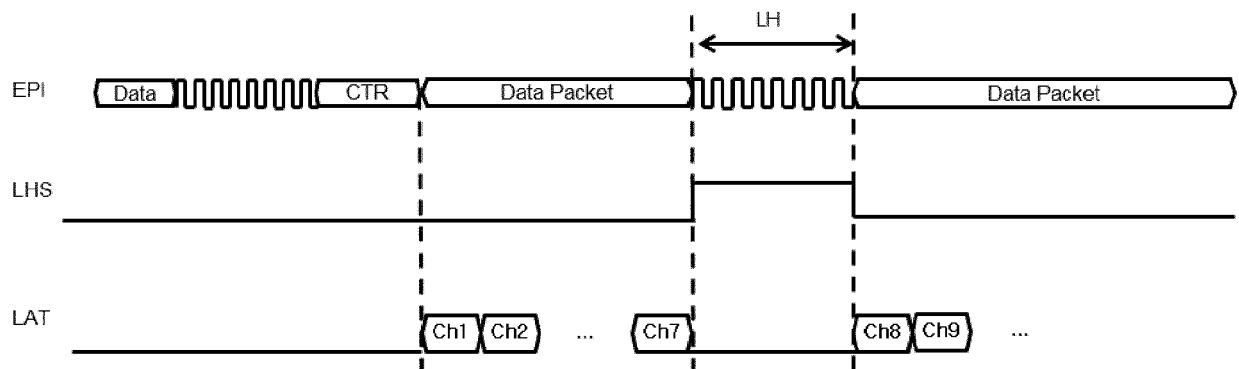 LH
EPI Data CTR Data Packet Data Packet
LHS
LAT Ch1 Ch2 ... Ch7 Ch8 Ch9 ...